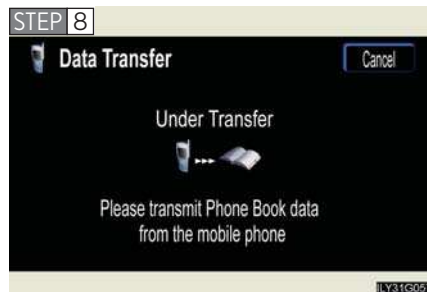 STEP 8
Data Transfer
Cancel
Under Transfer
Please transmit Phone Book data
from the mobile phone
ILY31G05